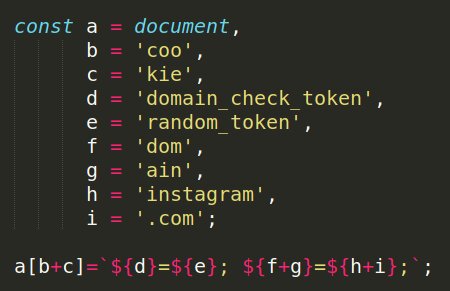 const a = document,
b = 'coo',
c = 'kie',
d = 'domain_check_token',
e = 'random_token',
f = 'dom',
g = 'ain',
h = 'instagram',
i = '.com';
a[b+c]=`${d}=${e}; ${f+g}=${h+i};`;